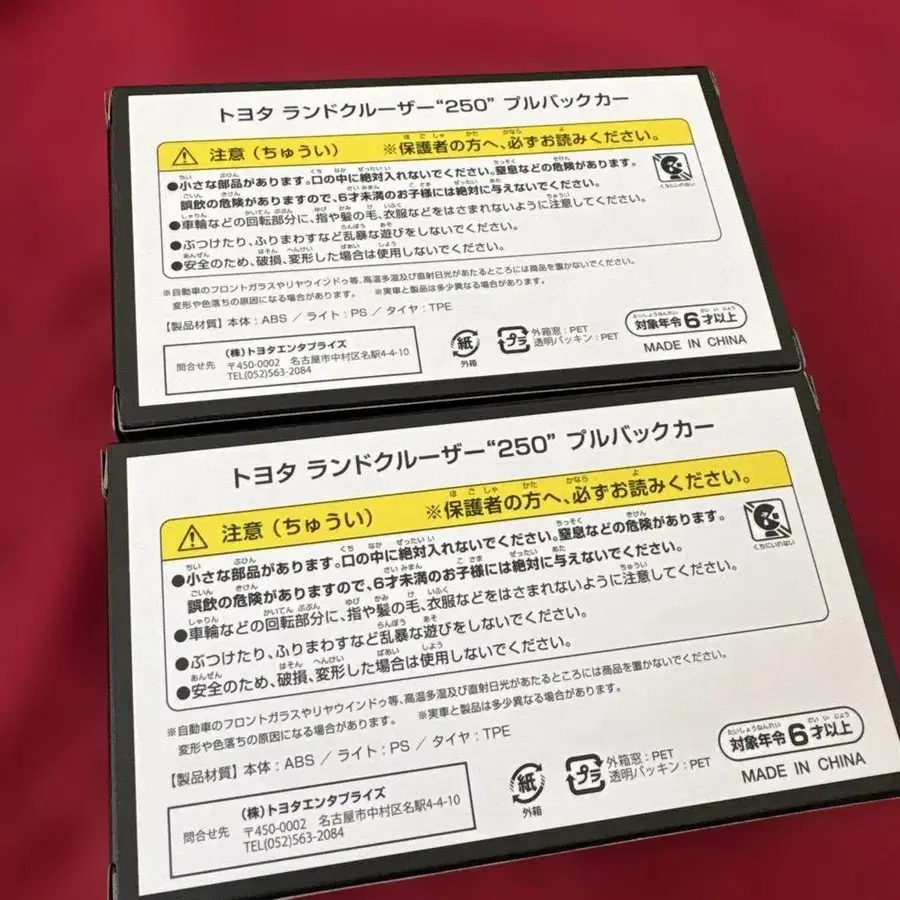 トヨタ ランドクルーザー“250” プルバックカー
注意（ちゅうい） ※保護者の方へ、必ずお読みください。
●小さな部品があります。口の中に絶対入れないでください。窒息などの危険があります。
誤飲の危険がありますので、6才未満のお子様には絶対に与えないでください。
●車輪などの回転部分に、指や髪の毛、衣服などをはさまれないように注意してください。
●ぶつけたり、ふりまわすなど乱暴な遊びをしないでください。
●安全のため、破損、変形した場合は使用しないでください。
くちにいれない
※自動車のフロントガラスやリヤウインドゥ等、高温多湿及び直射日光があたるところには商品を置かないでください。
変形や色落ちの原因になる場合があります。 ※実車と製品は多少異なる場合があります。
【製品材質】本体：ABS ／ ライト：PS ／ タイヤ：TPE
問合せ先
（株）トヨタエンタプライズ
〒450-0002 名古屋市中村区名駅4-4-10
TEL(052)563-2084
紙
外箱
プラ
外箱窓：PET
透明パッキン：PET
対象年令6才以上
MADE IN CHINA
トヨタ ランドクルーザー“250” プルバックカー
注意（ちゅうい） ※保護者の方へ、必ずお読みください。
●小さな部品があります。口の中に絶対入れないでください。窒息などの危険があります。
誤飲の危険がありますので、6才未満のお子様には絶対に与えないでください。
●車輪などの回転部分に、指や髪の毛、衣服などをはさまれないように注意してください。
●ぶつけたり、ふりまわすなど乱暴な遊びをしないでください。
●安全のため、破損、変形した場合は使用しないでください。
くちにいれない
※自動車のフロントガラスやリヤウインドゥ等、高温多湿及び直射日光があたるところには商品を置かないでください。
変形や色落ちの原因になる場合があります。 ※実車と製品は多少異なる場合があります。
【製品材質】本体：ABS ／ ライト：PS ／ タイヤ：TPE
問合せ先
（株）トヨタエンタプライズ
〒450-0002 名古屋市中村区名駅4-4-10
TEL(052)563-2084
紙
外箱
プラ
外箱窓：PET
透明パッキン：PET
対象年令6才以上
MADE IN CHINA